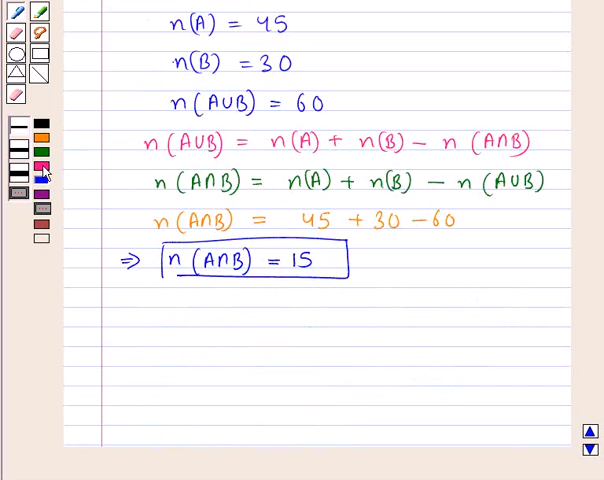 n(A) = 45
n(B) = 30
n(A∪B) = 60
n(A∪B) = n(A) + n(B) - n(A∩B)
n(A∩B) = n(A) + n(B) - n(A∪B)
n(A∩B) = 45 + 30 - 60
⇒ n(A∩B) = 15